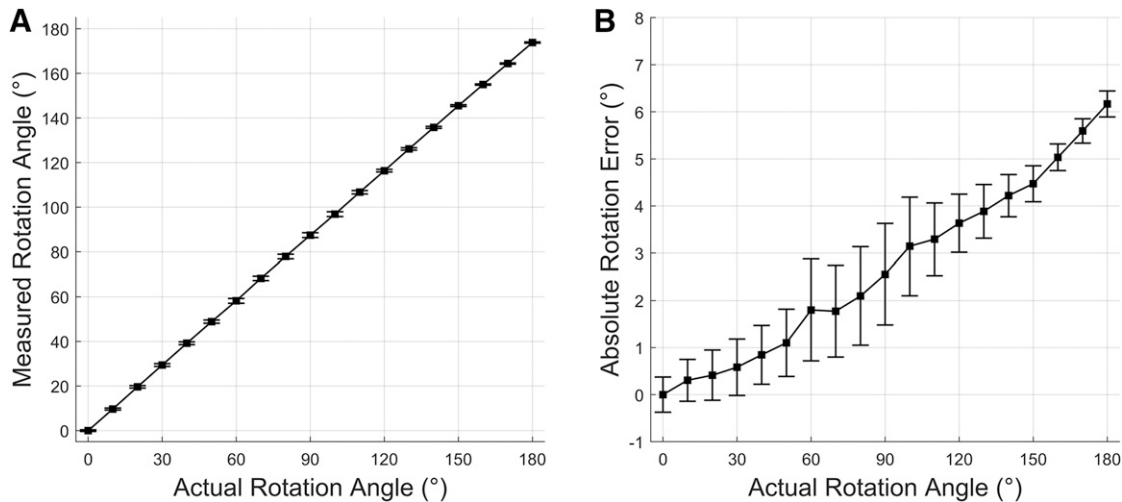 A
Measured Rotation Angle (°)
180
160
140
120
100
80
60
40
20
0
0 30 60 90 120 150 180
Actual Rotation Angle (°)
B
Absolute Rotation Error (°)
8
7
6
5
4
3
2
1
0
-1
0 30 60 90 120 150 180
Actual Rotation Angle (°)